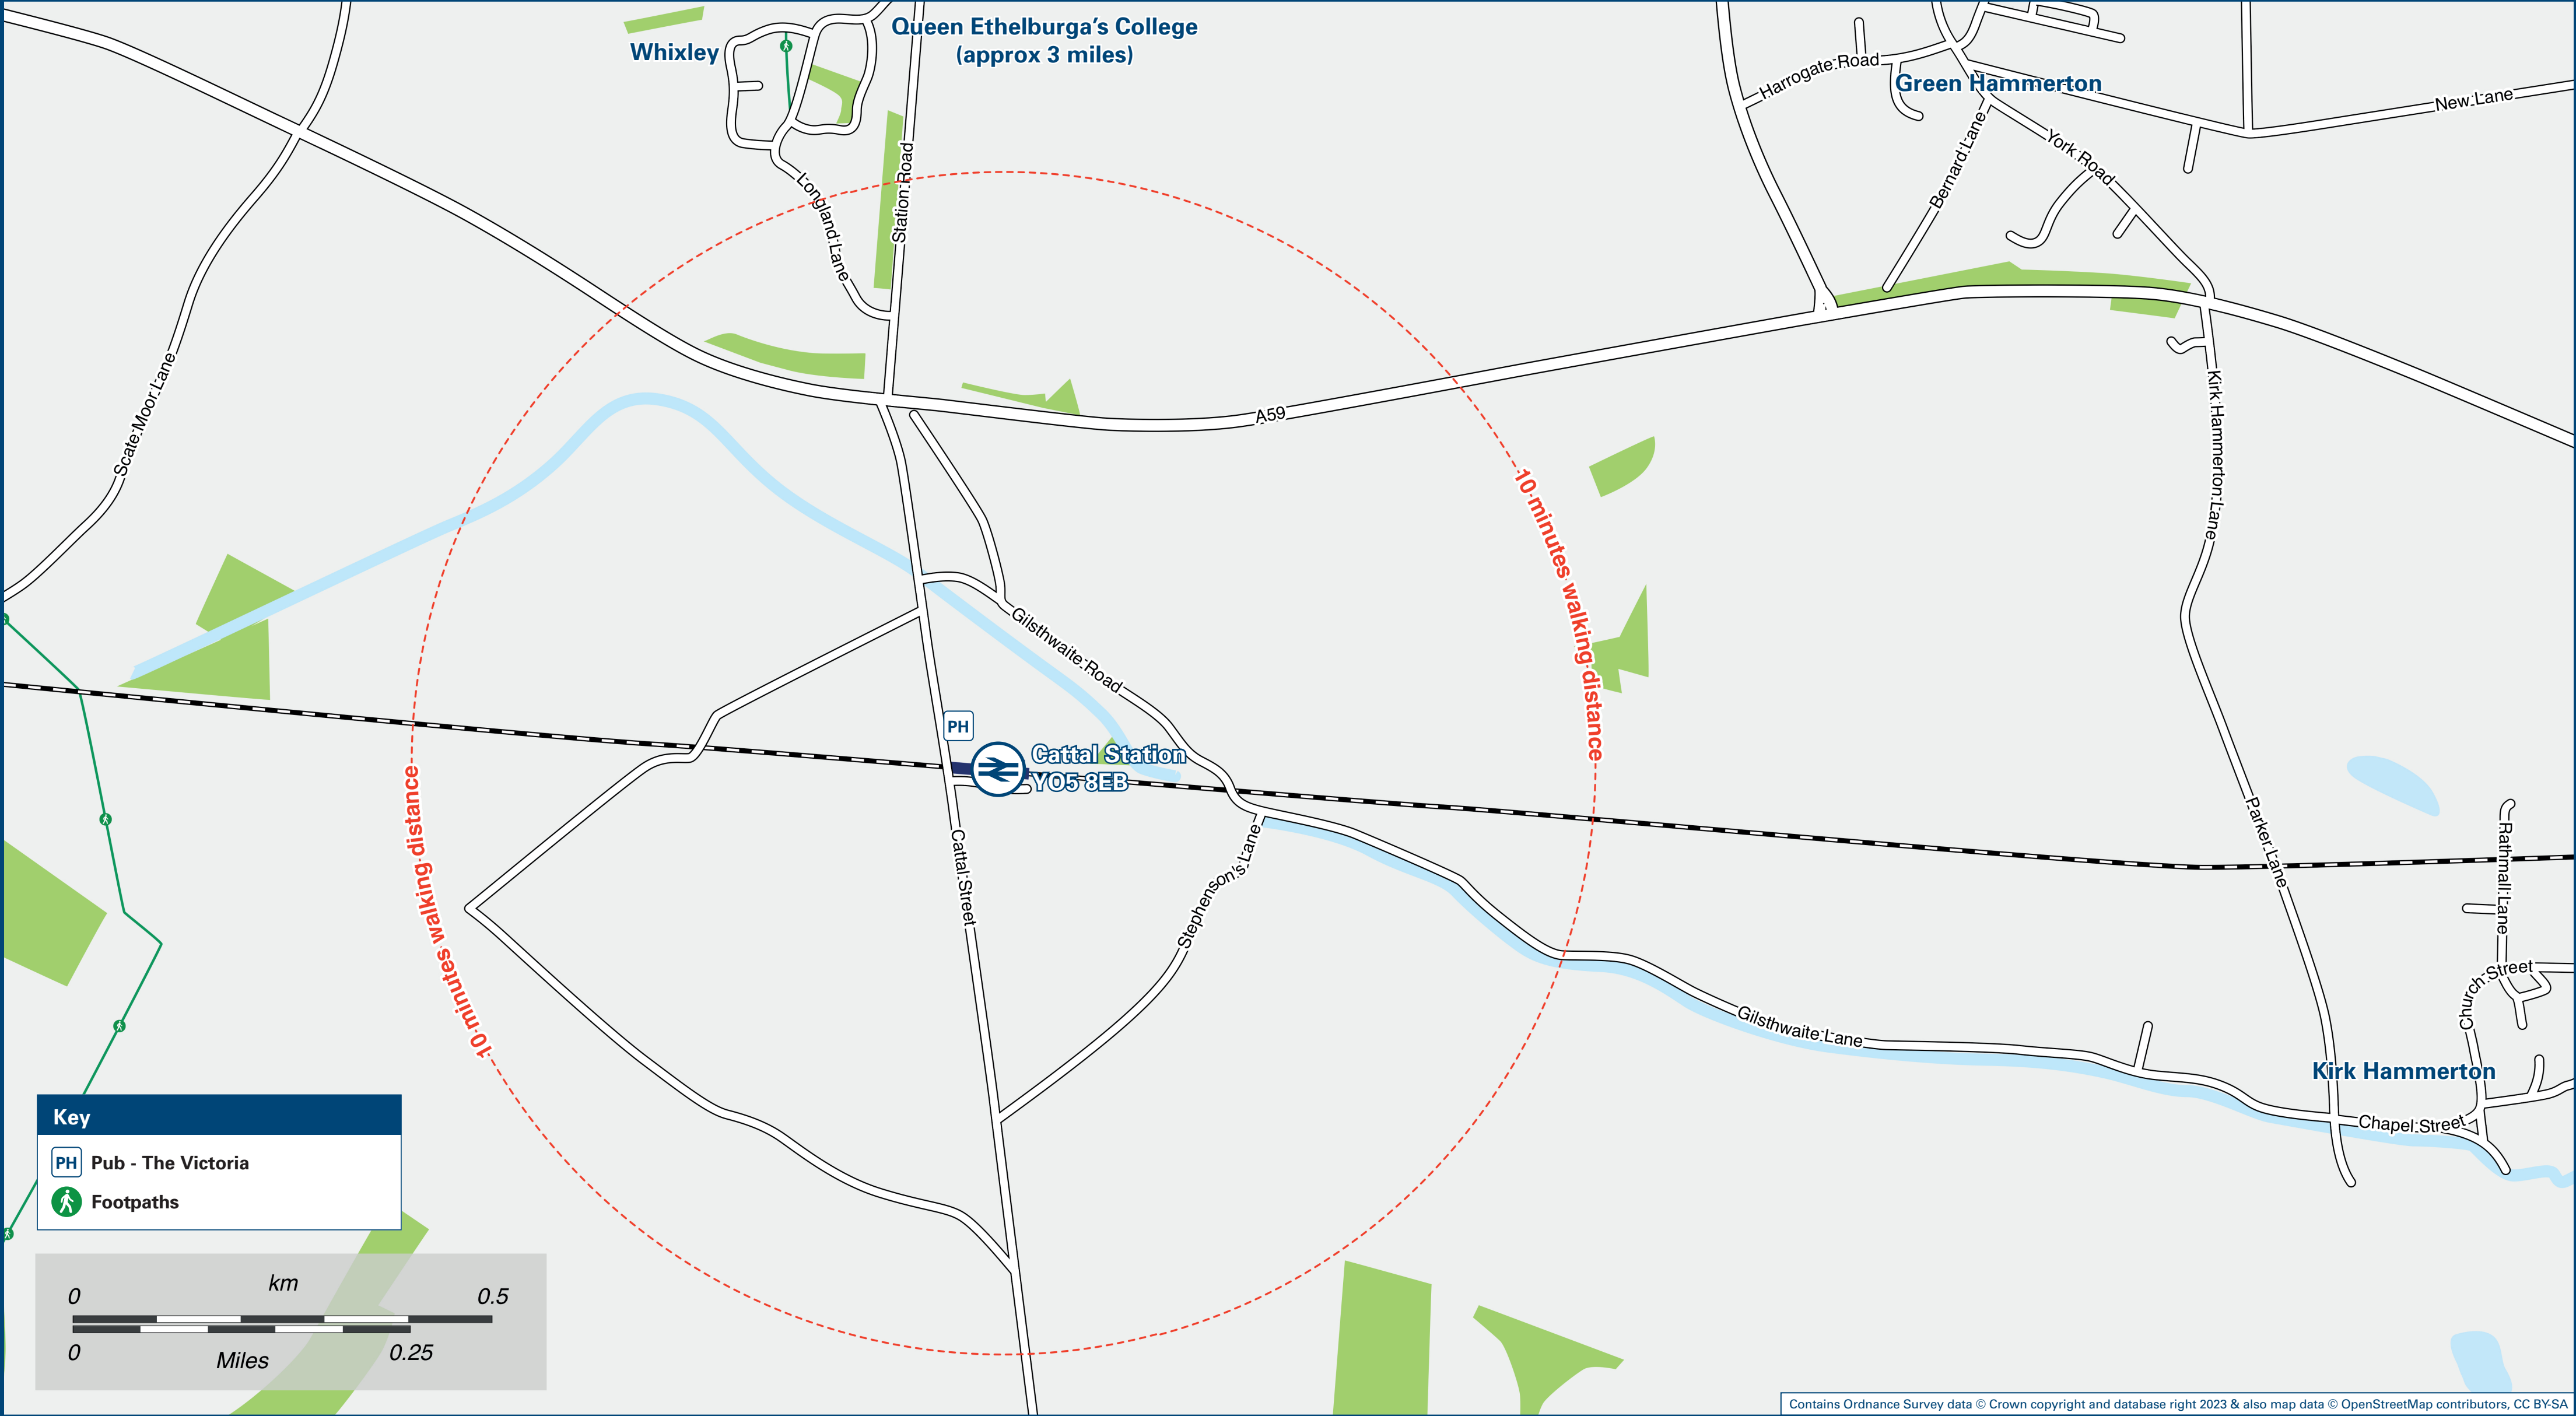 Queen Ethelburga's College
(approx 3 miles)
Whixley
Harrogate Road
Green Hammerton
New Lane
Bernard Lane
York Road
Longland Lane
Station Road
Scate Moor Lane
A59
Kirk Hammerton Lane
10 minutes walking distance
Gilsthwaite Road
PH
Cattal Station
YO5 8EB
Cattal Street
Stephenson's Lane
Parker Lane
Rathmall Lane
10 minutes walking distance
Church Street
Gilsthwaite Lane
Kirk Hammerton
Chapel Street
Key
PH Pub - The Victoria
Footpaths
km
0 0.5
0 0.25
Miles
Contains Ordnance Survey data © Crown copyright and database right 2023 & also map data © OpenStreetMap contributors, CC BY-SA